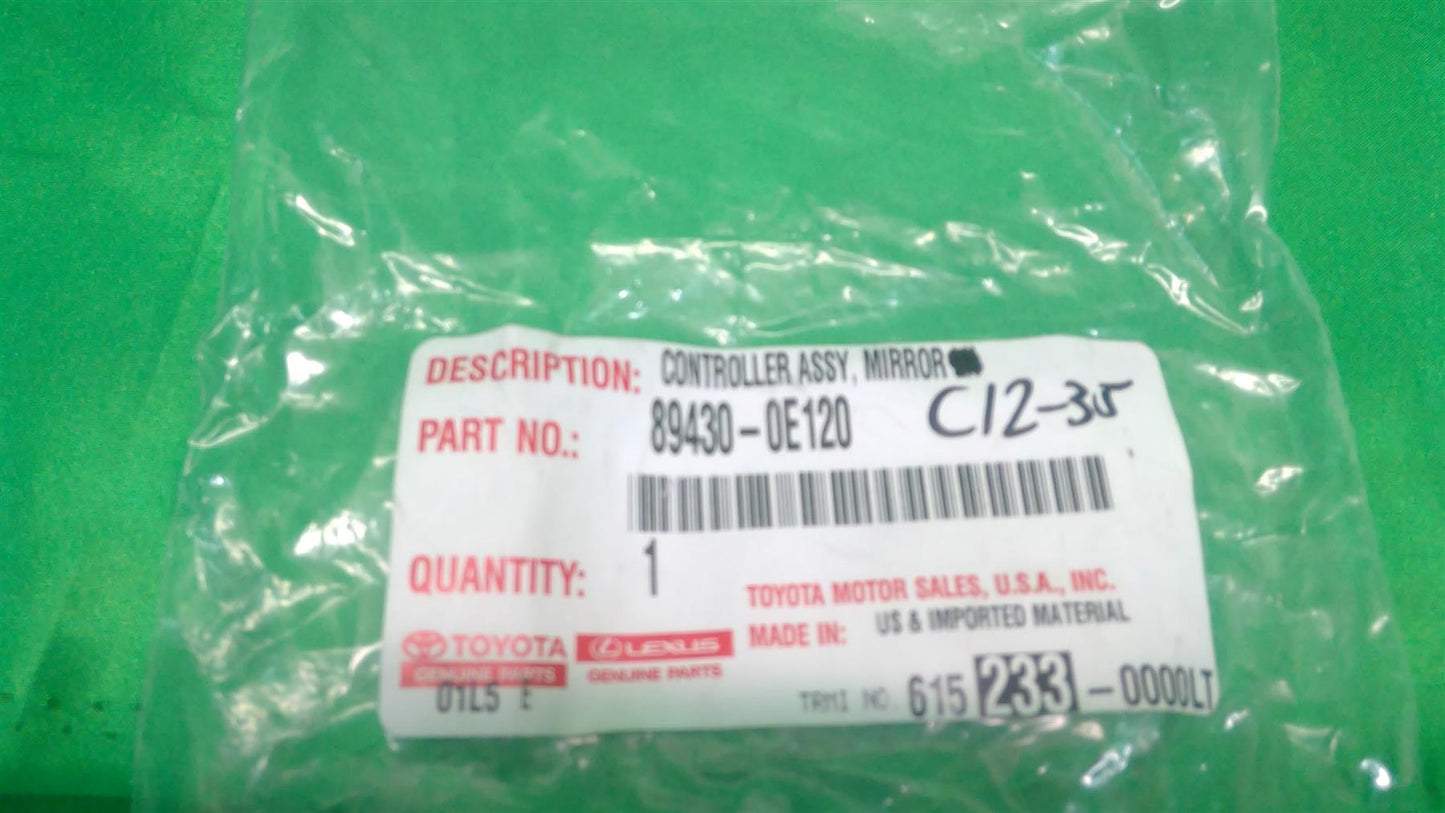 DESCRIPTION: CONTROLLER ASSY, MIRROR
PART NO.: 89430-0E120 C12-35
QUANTITY: 1
TOYOTA MOTOR SALES, U.S.A., INC.
MADE IN: US & IMPORTED MATERIAL
TOYOTA LEXUS
GENUINE PARTS GENUINE PARTS
01L5 E TRMI NO. 615 233 -0000LT